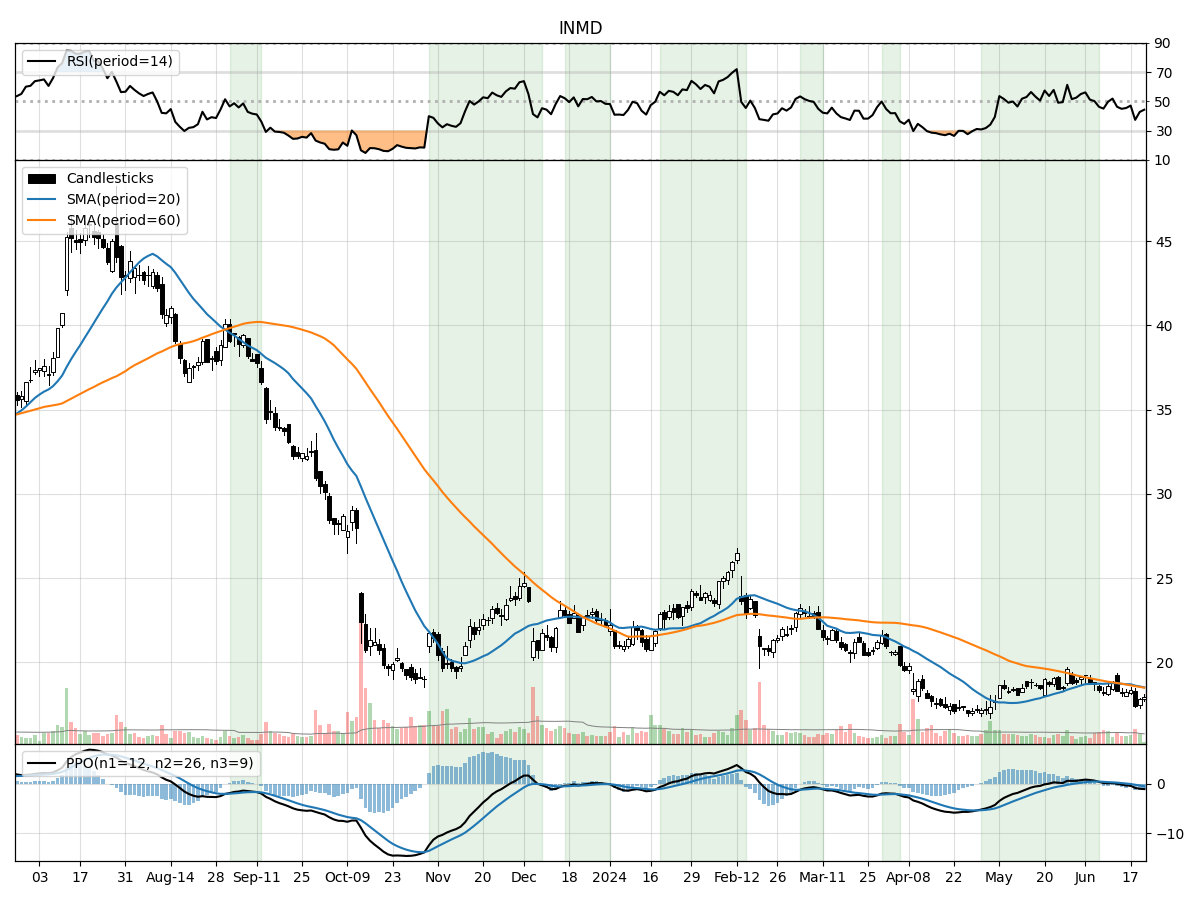 INMD
RSI(period=14)
90
70
50
30
10
Candlesticks
SMA(period=20)
SMA(period=60)
45
40
35
30
25
20
PPO(n1=12, n2=26, n3=9)
0
−10
03 17 31 Aug-14 28 Sep-11 25 Oct-09 23 Nov 20 Dec 18 2024 16 29 Feb-12 26 Mar-11 25 Apr-08 22 May 20 Jun 17